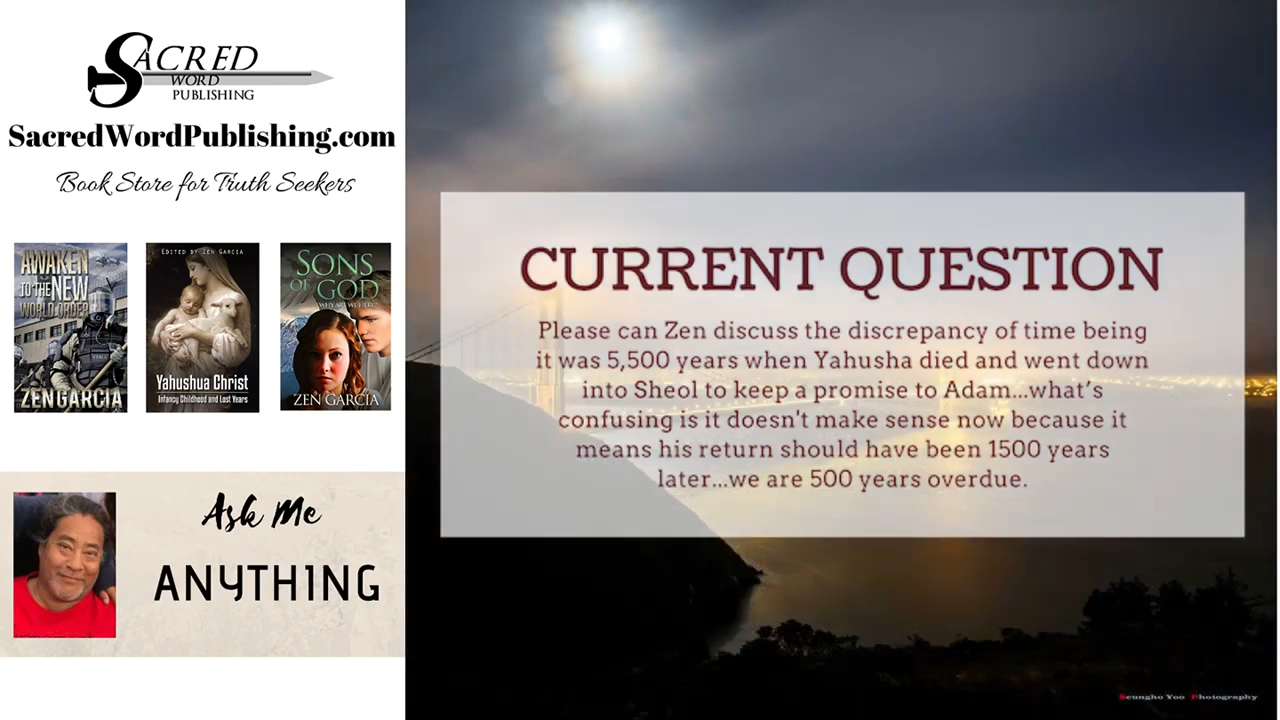 SACRED
WORD
PUBLISHING
SacredWordPublishing.com
Book Store for Truth Seekers
AWAKEN
TO THE NEW
WORLD ORDER
ZEN GARCIA
EDITED BY ZEN GARCIA
Yahushua Christ
Infancy Childhood and Lost Years
SONS
OF GOD
WHY ARE WE HERE?
ZEN GARCIA
Ask Me
ANYTHING
CURRENT QUESTION
Please can Zen discuss the discrepancy of time being
it was 5,500 years when Yahusha died and went down
into Sheol to keep a promise to Adam...what's
confusing is it doesn't make sense now because it
means his return should have been 1500 years
later...we are 500 years overdue.
Seungho Yoo Photography